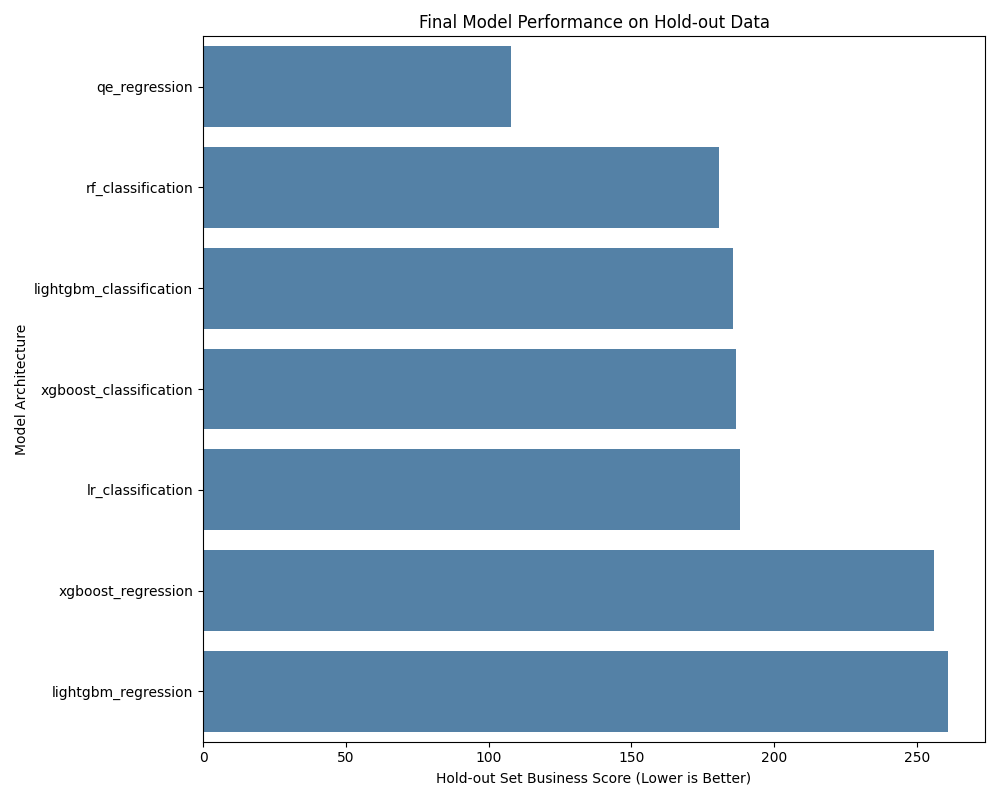 Final Model Performance on Hold-out Data
Model Architecture
qe_regression
rf_classification
lightgbm_classification
xgboost_classification
lr_classification
xgboost_regression
lightgbm_regression
0 50 100 150 200 250
Hold-out Set Business Score (Lower is Better)